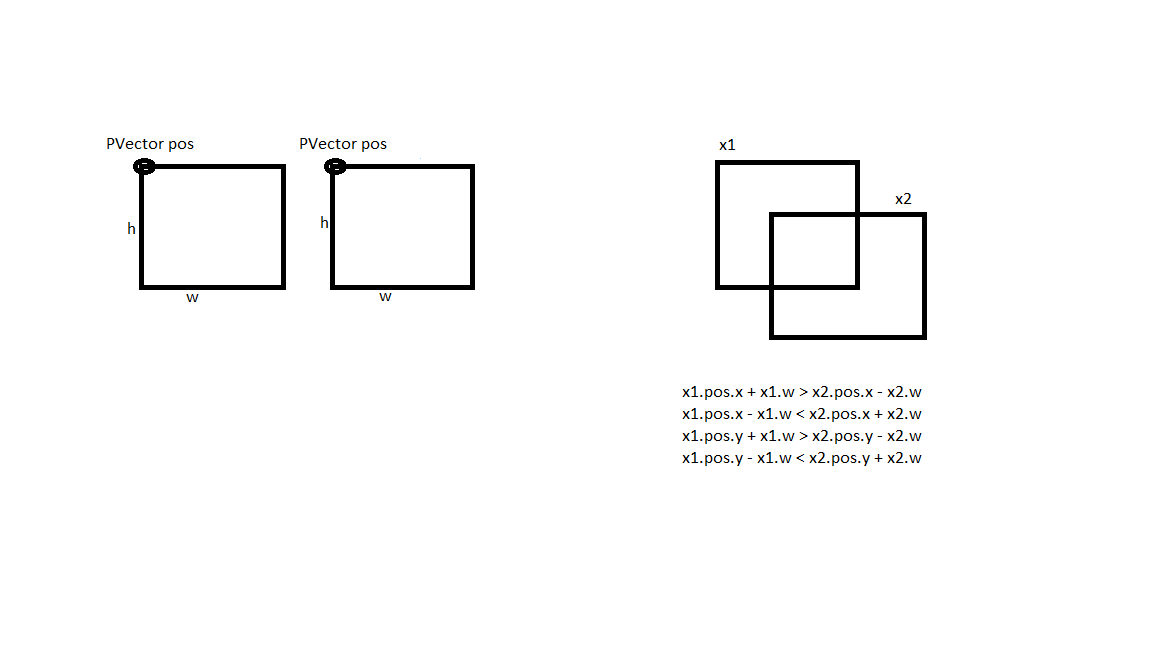 PVector pos
PVector pos
h
h
w
w
x1
x2
x1.pos.x + x1.w > x2.pos.x - x2.w
x1.pos.x - x1.w < x2.pos.x + x2.w
x1.pos.y + x1.w > x2.pos.y - x2.w
x1.pos.y - x1.w < x2.pos.y + x2.w